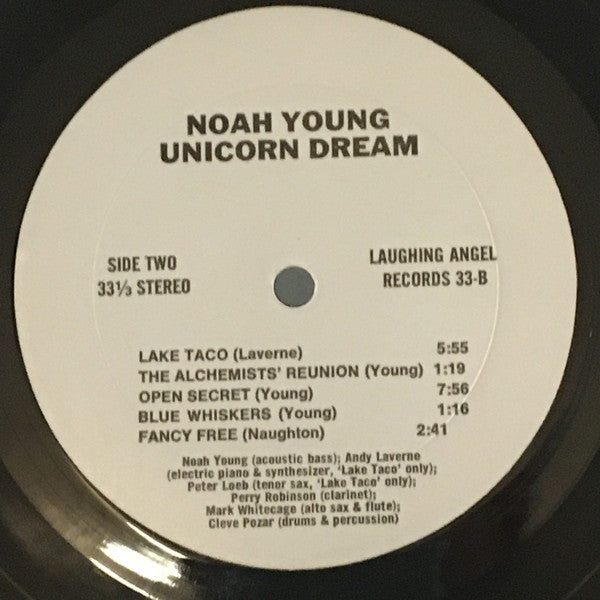 NOAH YOUNG
UNICORN DREAM
SIDE TWO
33⅓ STEREO
LAUGHING ANGEL
RECORDS 33-B
LAKE TACO (Laverne) 5:55
THE ALCHEMISTS' REUNION (Young) 1:19
OPEN SECRET (Young) 7:56
BLUE WHISKERS (Young) 1:16
FANCY FREE (Naughton) 2:41
Noah Young (acoustic bass); Andy Laverne
(electric piano & synthesizer, 'Lake Taco' only);
Peter Loeb (tenor sax, 'Lake Taco' only);
Perry Robinson (clarinet);
Mark Whitecage (alto sax & flute);
Cleve Pozar (drums & percussion)